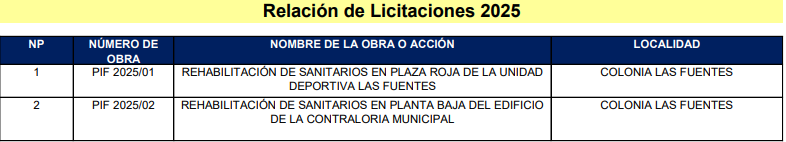 Relación de Licitaciones 2025
NP NÚMERO DE OBRA NOMBRE DE LA OBRA O ACCIÓN LOCALIDAD
1 PIF 2025/01 REHABILITACIÓN DE SANITARIOS EN PLAZA ROJA DE LA UNIDAD COLONIA LAS FUENTES
DEPORTIVA LAS FUENTES
2 PIF 2025/02 REHABILITACIÓN DE SANITARIOS EN PLANTA BAJA DEL EDIFICIO COLONIA LAS FUENTES
DE LA CONTRALORIA MUNICIPAL